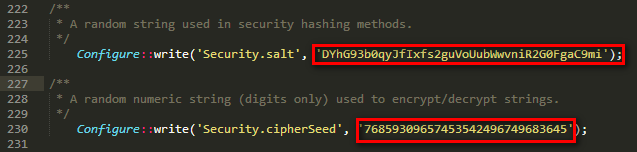 222 /**
223 * A random string used in security hashing methods.
224 */
225 Configure::write('Security.salt', 'DYhG93b0qyJfIxfs2guVoUubWwvniR2G0FgaC9mi');
226
227 /**
228 * A random numeric string (digits only) used to encrypt/decrypt strings.
229 */
230 Configure::write('Security.cipherSeed', '76859309657453542496749683645');
231